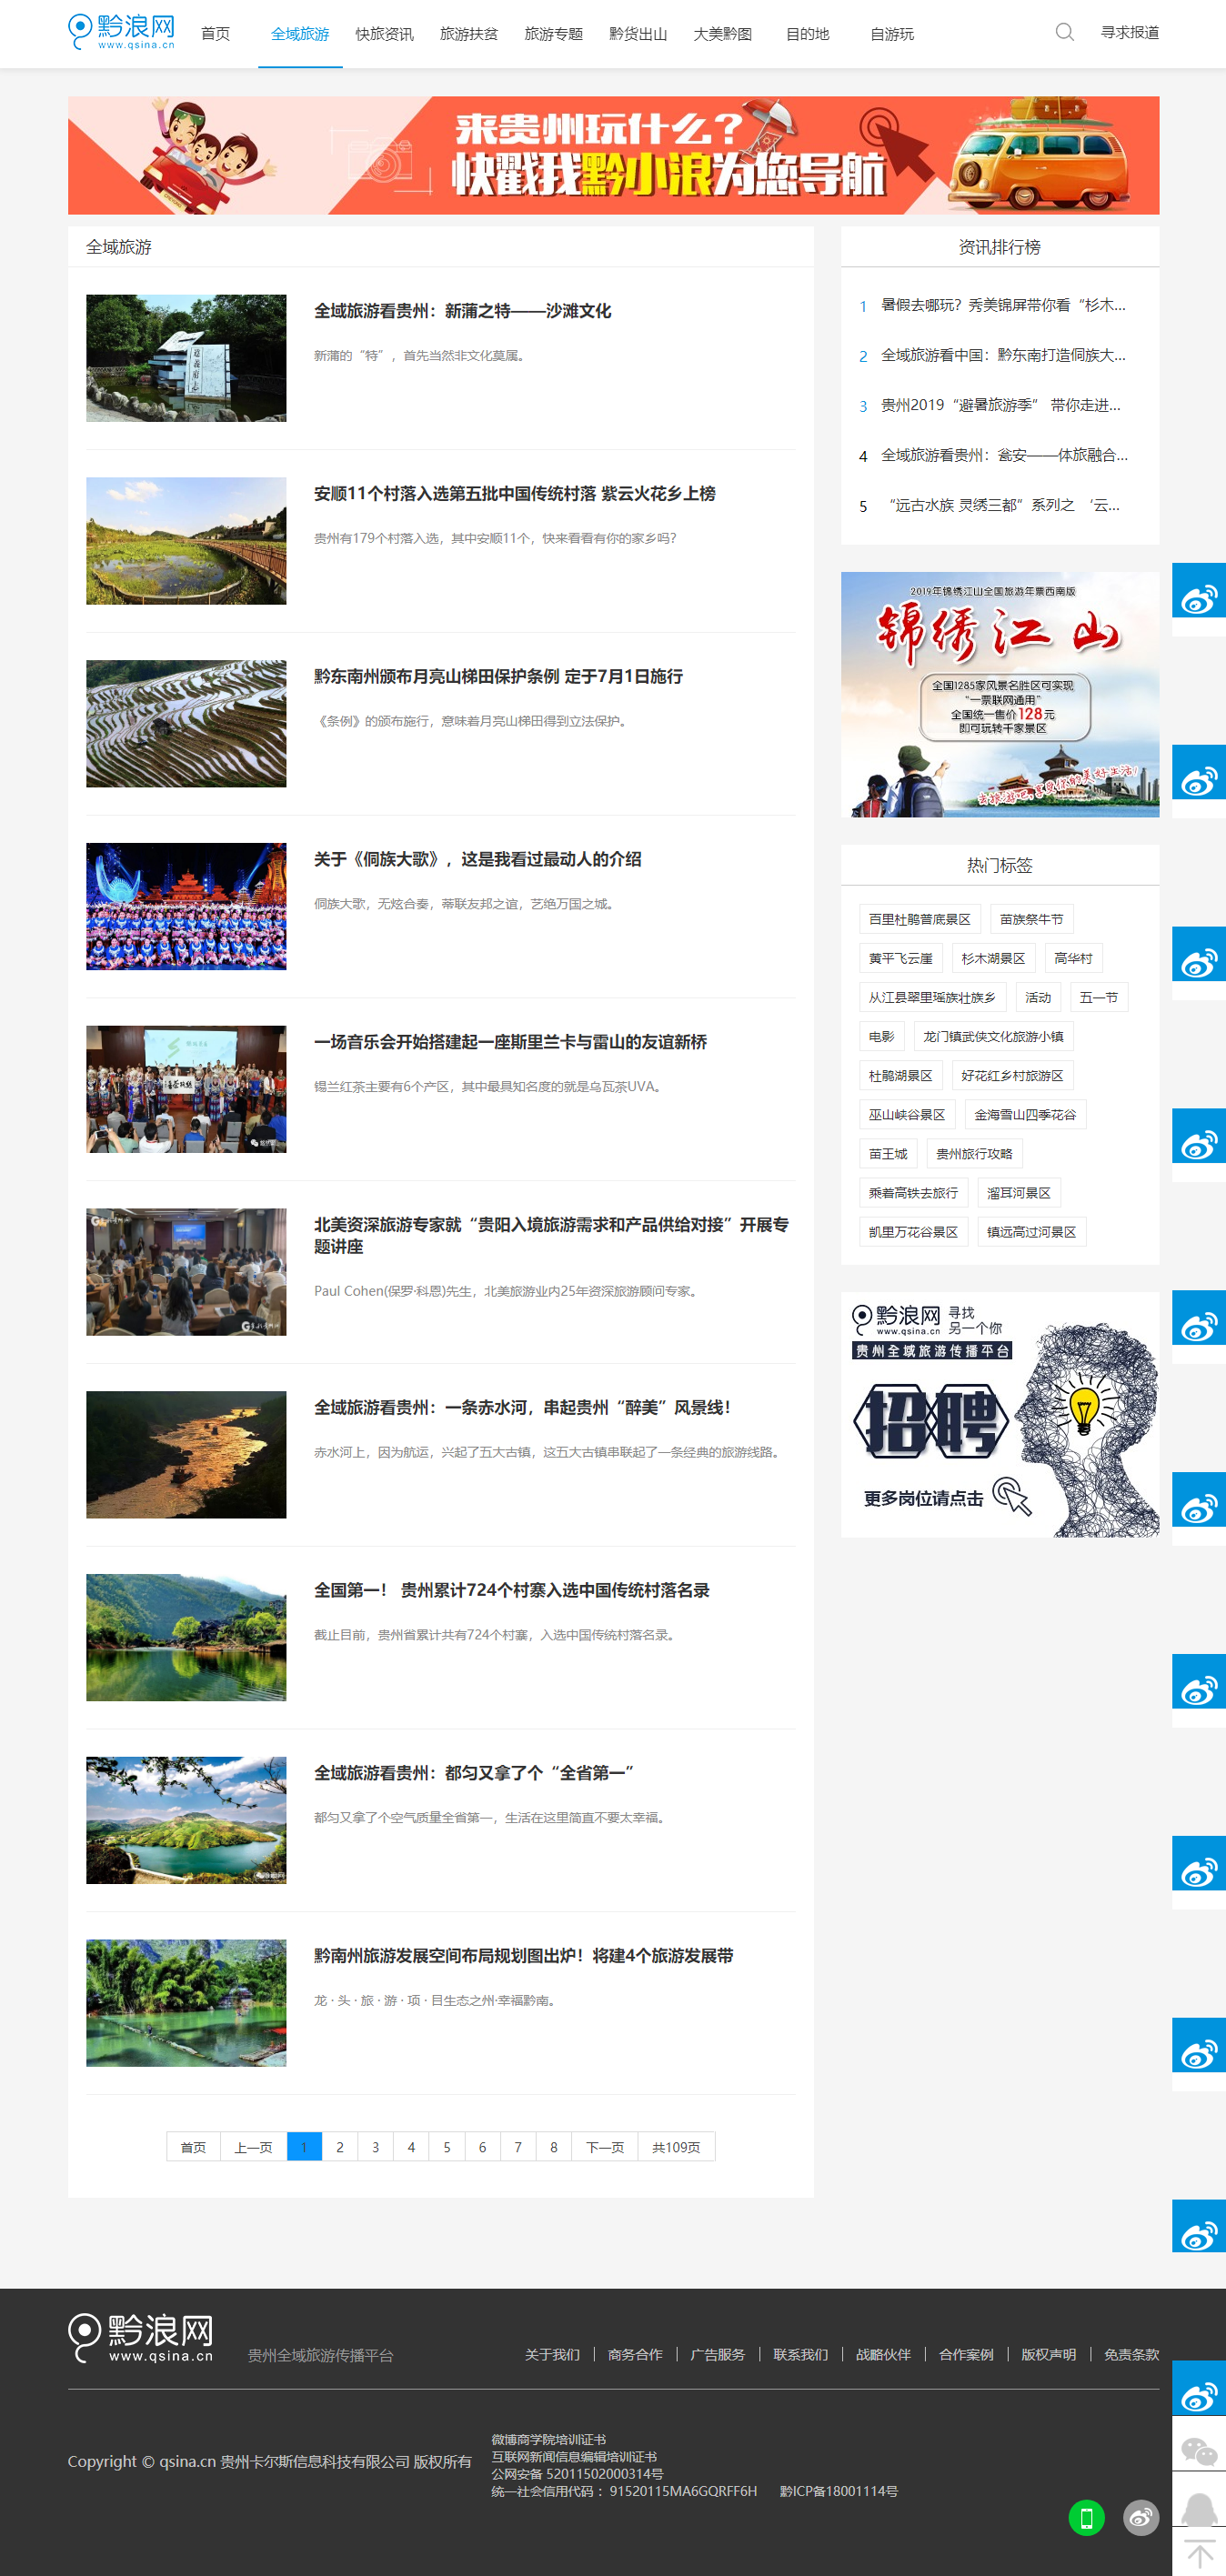 黔浪网
www.qsina.cn
首页
全域旅游
快旅资讯
旅游扶贫
旅游专题
黔货出山
大美黔图
目的地
自游玩
寻求报道
来贵州玩什么？
快戳我黔小浪为您导航
全域旅游
全域旅游看贵州：新蒲之特——沙滩文化
新蒲的“特”，首先当然非文化莫属。
安顺11个村落入选第五批中国传统村落 紫云火花乡上榜
贵州有179个村落入选，其中安顺11个，快来看看有你的家乡吗？
黔东南州颁布月亮山梯田保护条例 定于7月1日施行
《条例》的颁布施行，意味着月亮山梯田得到立法保护。
关于《侗族大歌》，这是我看过最动人的介绍
侗族大歌，无炫合奏，蒂联友邦之谊，艺绝万国之城。
一场音乐会开始搭建起一座斯里兰卡与雷山的友谊新桥
锡兰红茶主要有6个产区，其中最具知名度的就是乌瓦茶UVA。
北美资深旅游专家就“贵阳入境旅游需求和产品供给对接”开展专
题讲座
Paul Cohen(保罗·科恩)先生，北美旅游业内25年资深旅游顾问专家。
全域旅游看贵州：一条赤水河，串起贵州“醉美”风景线！
赤水河上，因为航运，兴起了五大古镇，这五大古镇串联起了一条经典的旅游线路。
全国第一！ 贵州累计724个村寨入选中国传统村落名录
截止目前，贵州省累计共有724个村寨，入选中国传统村落名录。
全域旅游看贵州：都匀又拿了个“全省第一”
都匀又拿了个空气质量全省第一，生活在这里简直不要太幸福。
黔南州旅游发展空间布局规划图出炉！将建4个旅游发展带
龙·头·旅·游·项·目生态之州·幸福黔南。
首页
上一页
1
2
3
4
5
6
7
8
下一页
共109页
资讯排行榜
1 暑假去哪玩？秀美锦屏带你看“杉木...
2 全域旅游看中国：黔东南打造侗族大...
3 贵州2019“避暑旅游季” 带你走进...
4 全域旅游看贵州：瓮安——体旅融合...
5 “远古水族 灵绣三都”系列之 ‘云...
2019年锦绣江山全国旅游年票西南版
锦绣江山
全国1285家风景名胜区可实现
“一票联网通用”
全国统一售价128元
即可玩转千家景区
去旅游吧，享受你的美好生活！
热门标签
百里杜鹃普底景区
苗族祭牛节
黄平飞云崖
杉木湖景区
高华村
从江县翠里瑶族壮族乡
活动
五一节
电影
龙门镇武侠文化旅游小镇
杜鹃湖景区
好花红乡村旅游区
巫山峡谷景区
金海雪山四季花谷
苗王城
贵州旅行攻略
乘着高铁去旅行
溜耳河景区
凯里万花谷景区
镇远高过河景区
黔浪网
www.qsina.cn
寻找
另一个你
贵州全域旅游传播平台
招聘
更多岗位请点击
黔浪网
www.qsina.cn
贵州全域旅游传播平台
关于我们
商务合作
广告服务
联系我们
战略伙伴
合作案例
版权声明
免责条款
Copyright © qsina.cn 贵州卡尔斯信息科技有限公司 版权所有
微博商学院培训证书
互联网新闻信息编辑培训证书
公网安备 52011502000314号
统一社会信用代码：91520115MA6GQRFF6H 黔ICP备18001114号